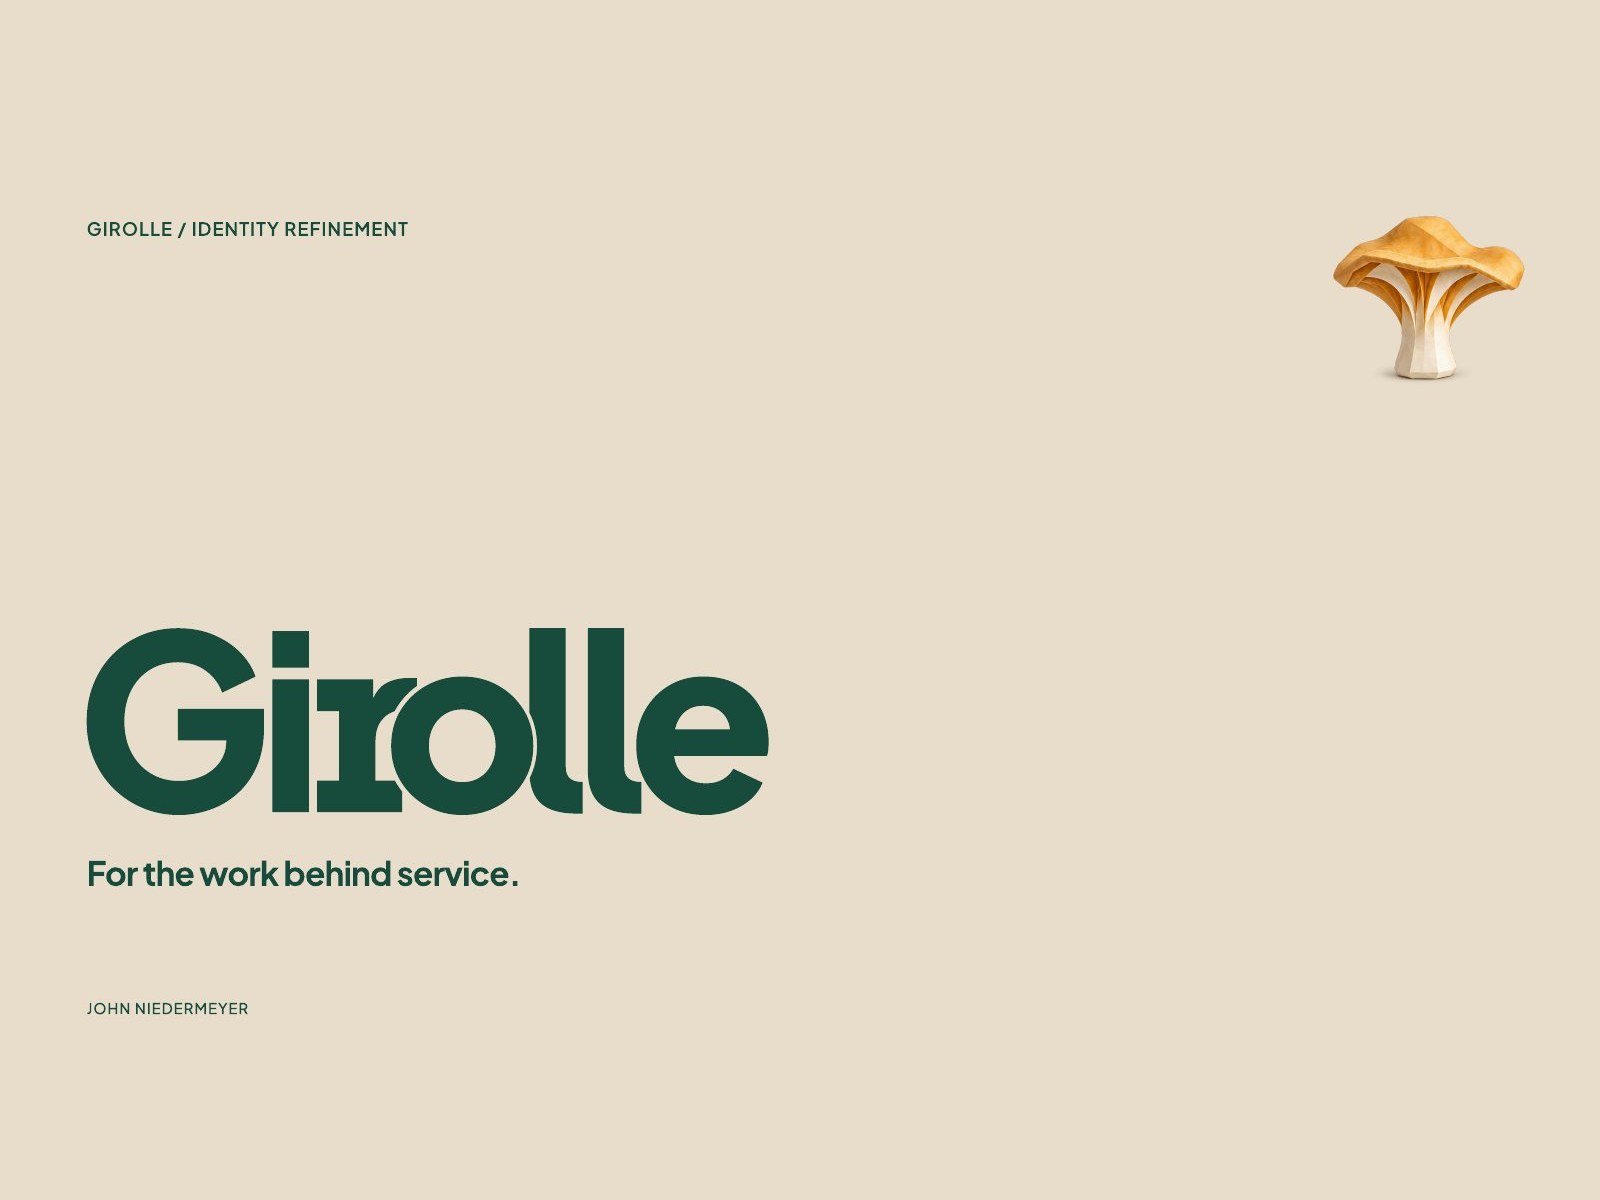 GIROLLE / IDENTITY REFINEMENT
Girolle
For the work behind service.
JOHN NIEDERMEYER